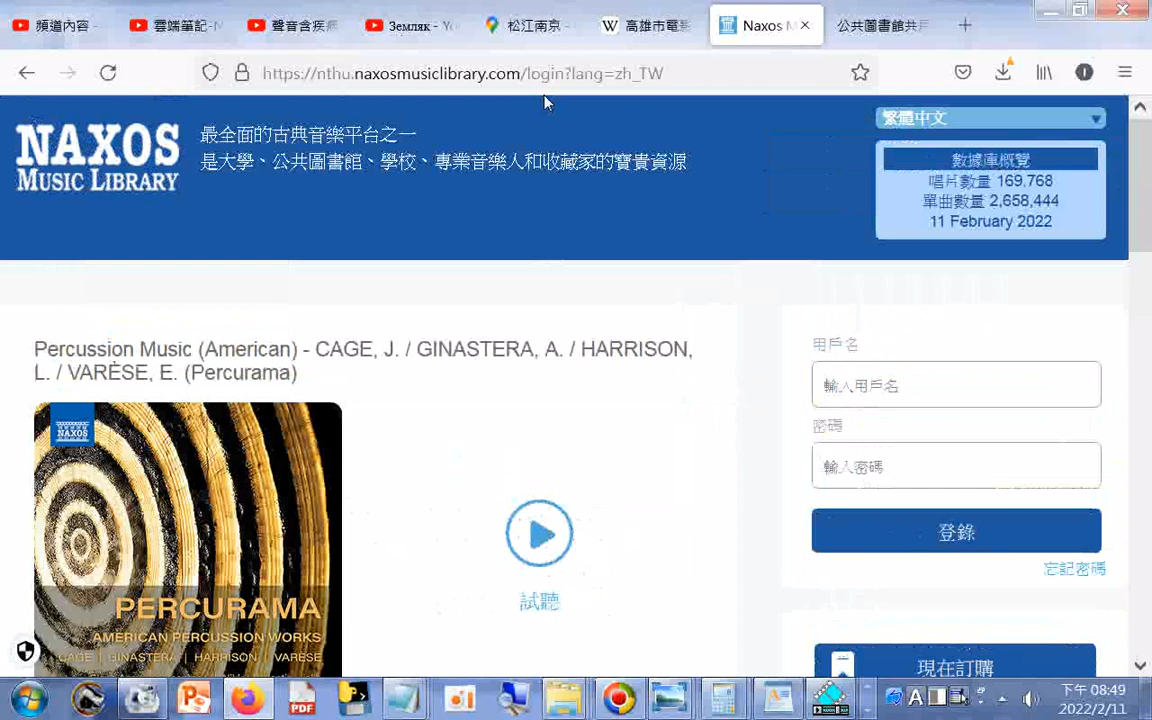 頻道內容 -
雲端筆記-
聲音含疾
Земляк - Yo
松江南京 -
W 高雄市電影
Naxos M
公共圖書館共用
https://nthu.naxosmusiclibrary.com/login?lang=zh_TW
NAXOS
MUSIC LIBRARY
最全面的古典音樂平台之一
是大學、公共圖書館、學校、專業音樂人和收藏家的寶貴資源
繁體中文
數據庫概覽
唱片數量 169,768
單曲數量 2,658,444
11 February 2022
Percussion Music (American) - CAGE, J. / GINASTERA, A. / HARRISON,
L. / VARÈSE, E. (Percurama)
NAXOS
PERCURAMA
AMERICAN PERCUSSION WORKS
CAGE | GINASTERA | HARRISON | VARÈSE
試聽
用戶名
輸入用戶名
密碼
輸入密碼
登錄
忘記密碼
現在訂購
PDF
A
下午 08:49
2022/2/11